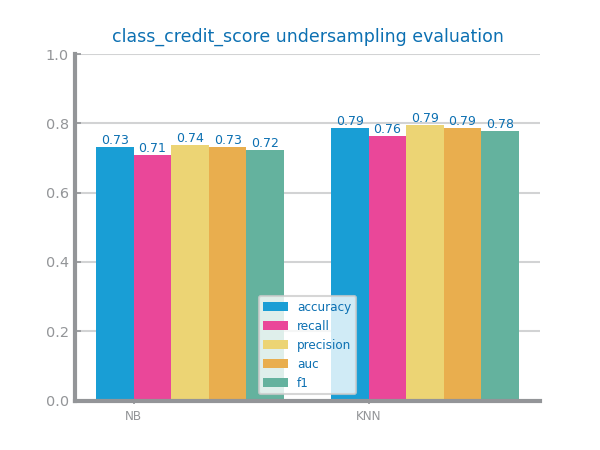 class_credit_score undersampling evaluation
1.0
0.8
0.6
0.4
0.2
0.0
0.73
0.71
0.74
0.73
0.72
0.79
0.76
0.79
0.79
0.78
accuracy
recall
precision
auc
f1
NB
KNN